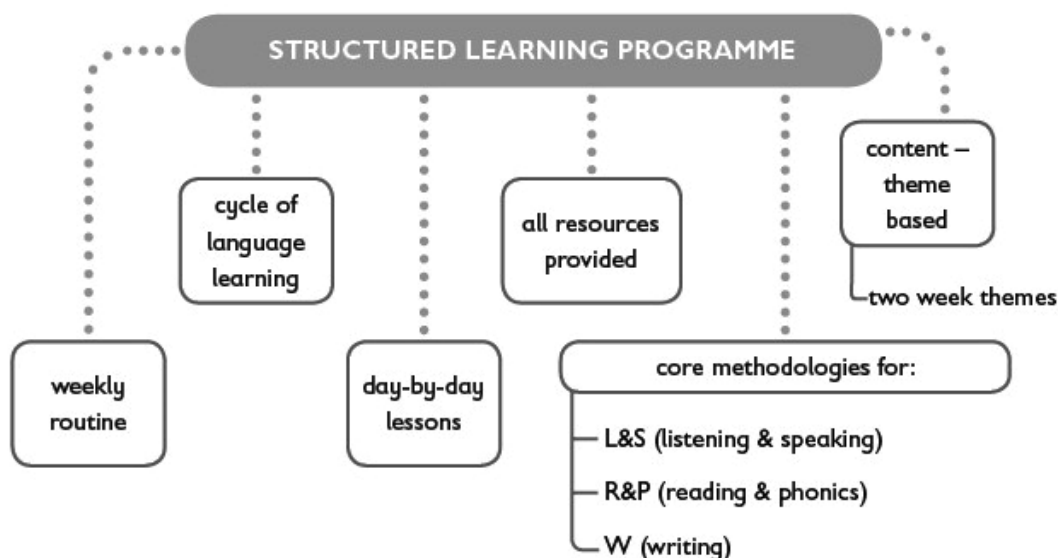 STRUCTURED LEARNING PROGRAMME
weekly
routine
cycle of
language
learning
day-by-day
lessons
all resources
provided
core methodologies for:
L&S (listening & speaking)
R&P (reading & phonics)
W (writing)
content –
theme
based
two week themes